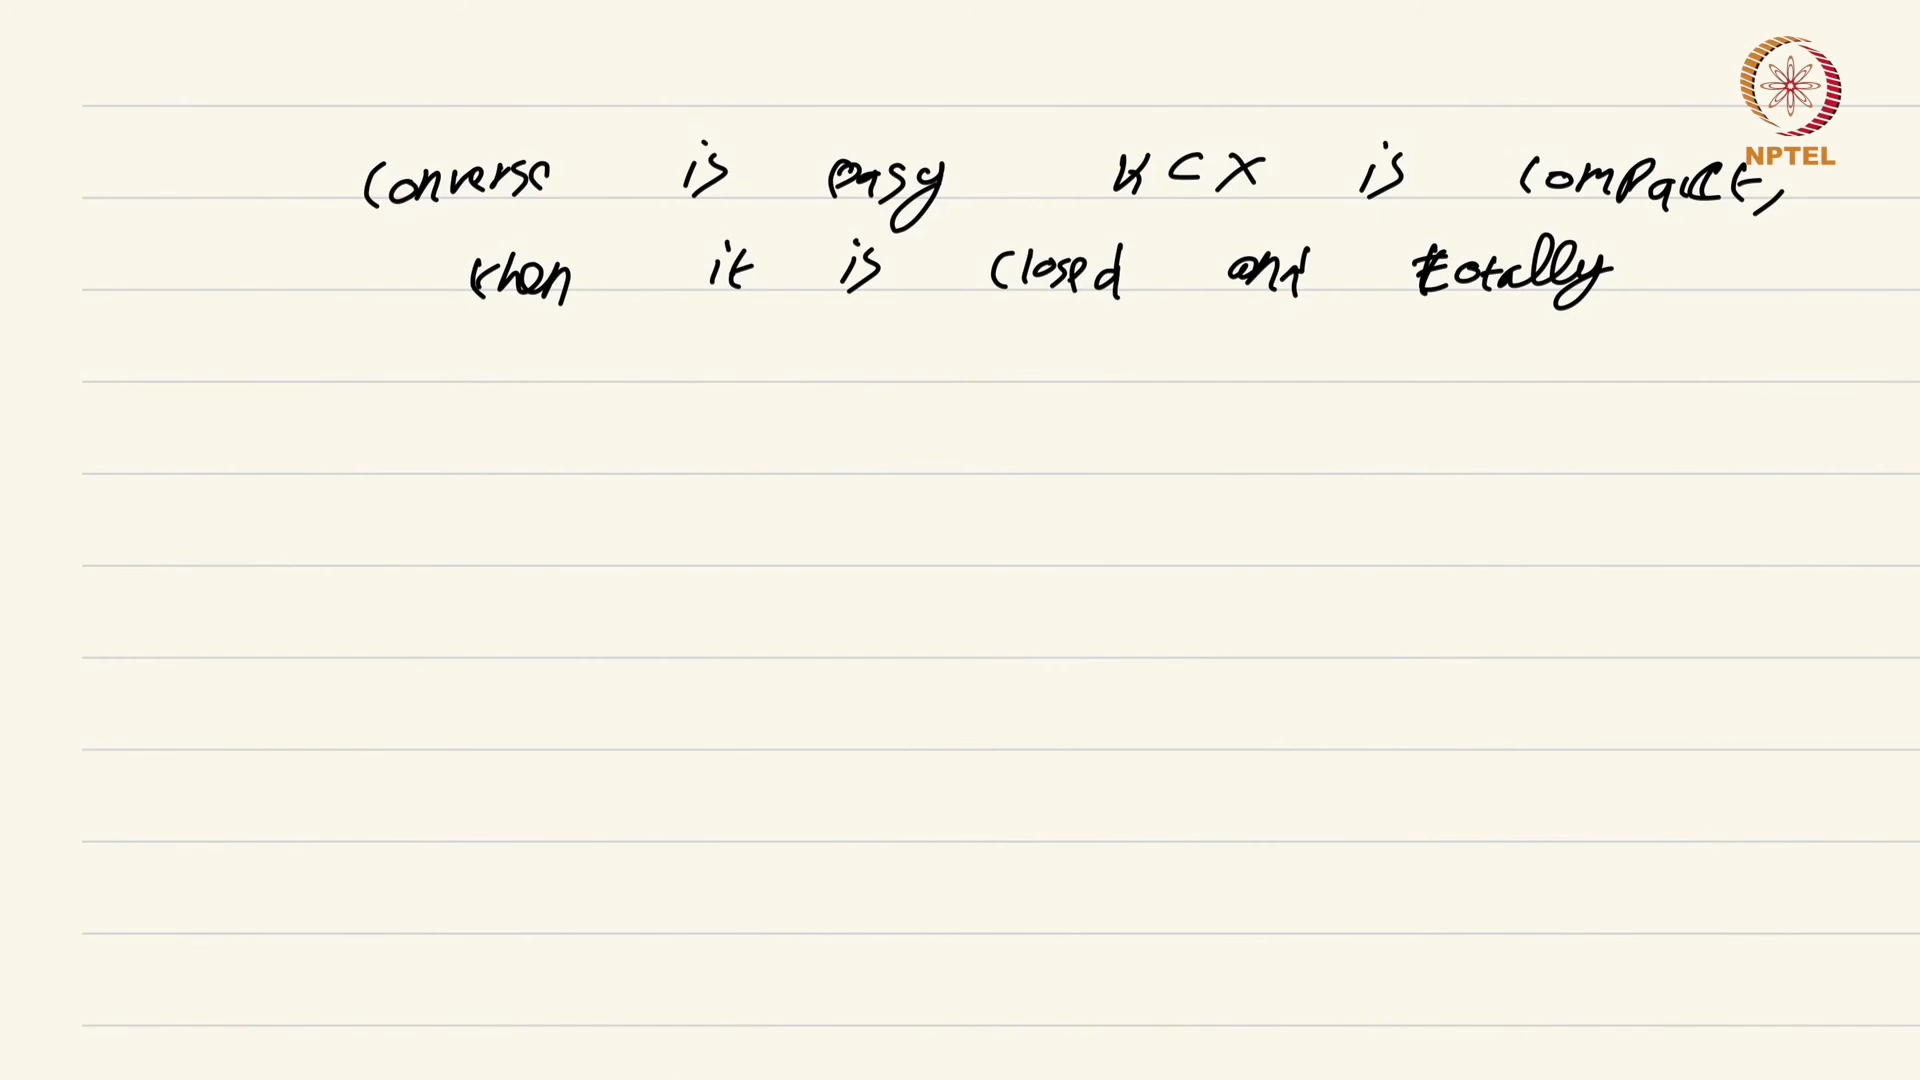 NPTEL
Converse is easy K ⊂ X is compact,
then it is closed and totally